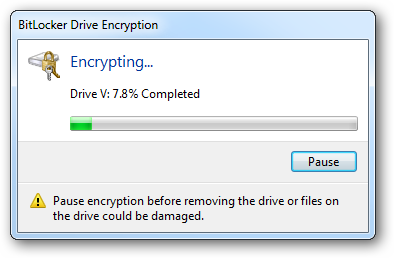 BitLocker Drive Encryption
Encrypting...
Drive V: 7.8% Completed
Pause
Pause encryption before removing the drive or files on
the drive could be damaged.